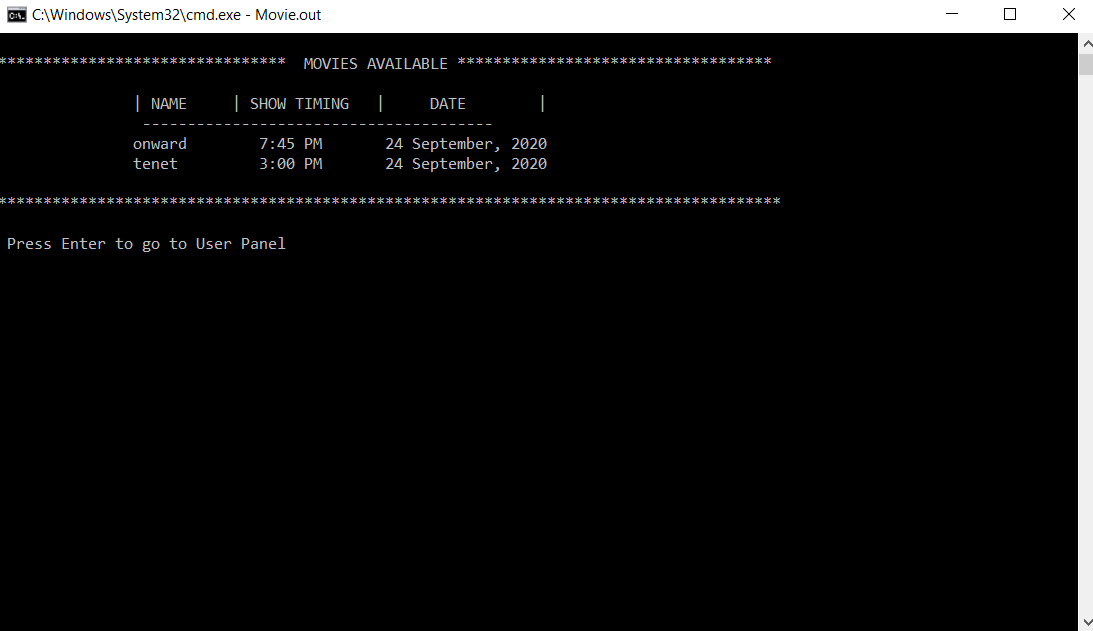 C:\Windows\System32\cmd.exe - Movie.out
******************************** MOVIES AVAILABLE ***********************************
| NAME | SHOW TIMING | DATE |
---------------------------------------
onward 7:45 PM 24 September, 2020
tenet 3:00 PM 24 September, 2020
***************************************************************************************
Press Enter to go to User Panel